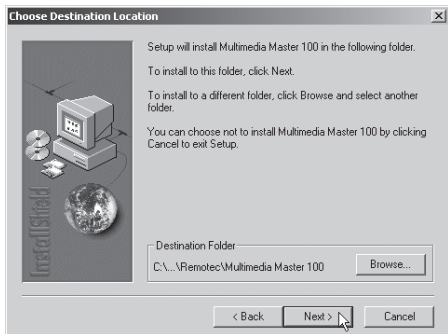 Choose Destination Location
Setup will install Multimedia Master 100 in the following folder.
To install to this folder, click Next.
To install to a different folder, click Browse and select another
folder.
You can choose not to install Multimedia Master 100 by clicking
Cancel to exit Setup.
InstallShield
Destination Folder
C:\...\Remotec\Multimedia Master 100
Browse...
< Back
Next >
Cancel